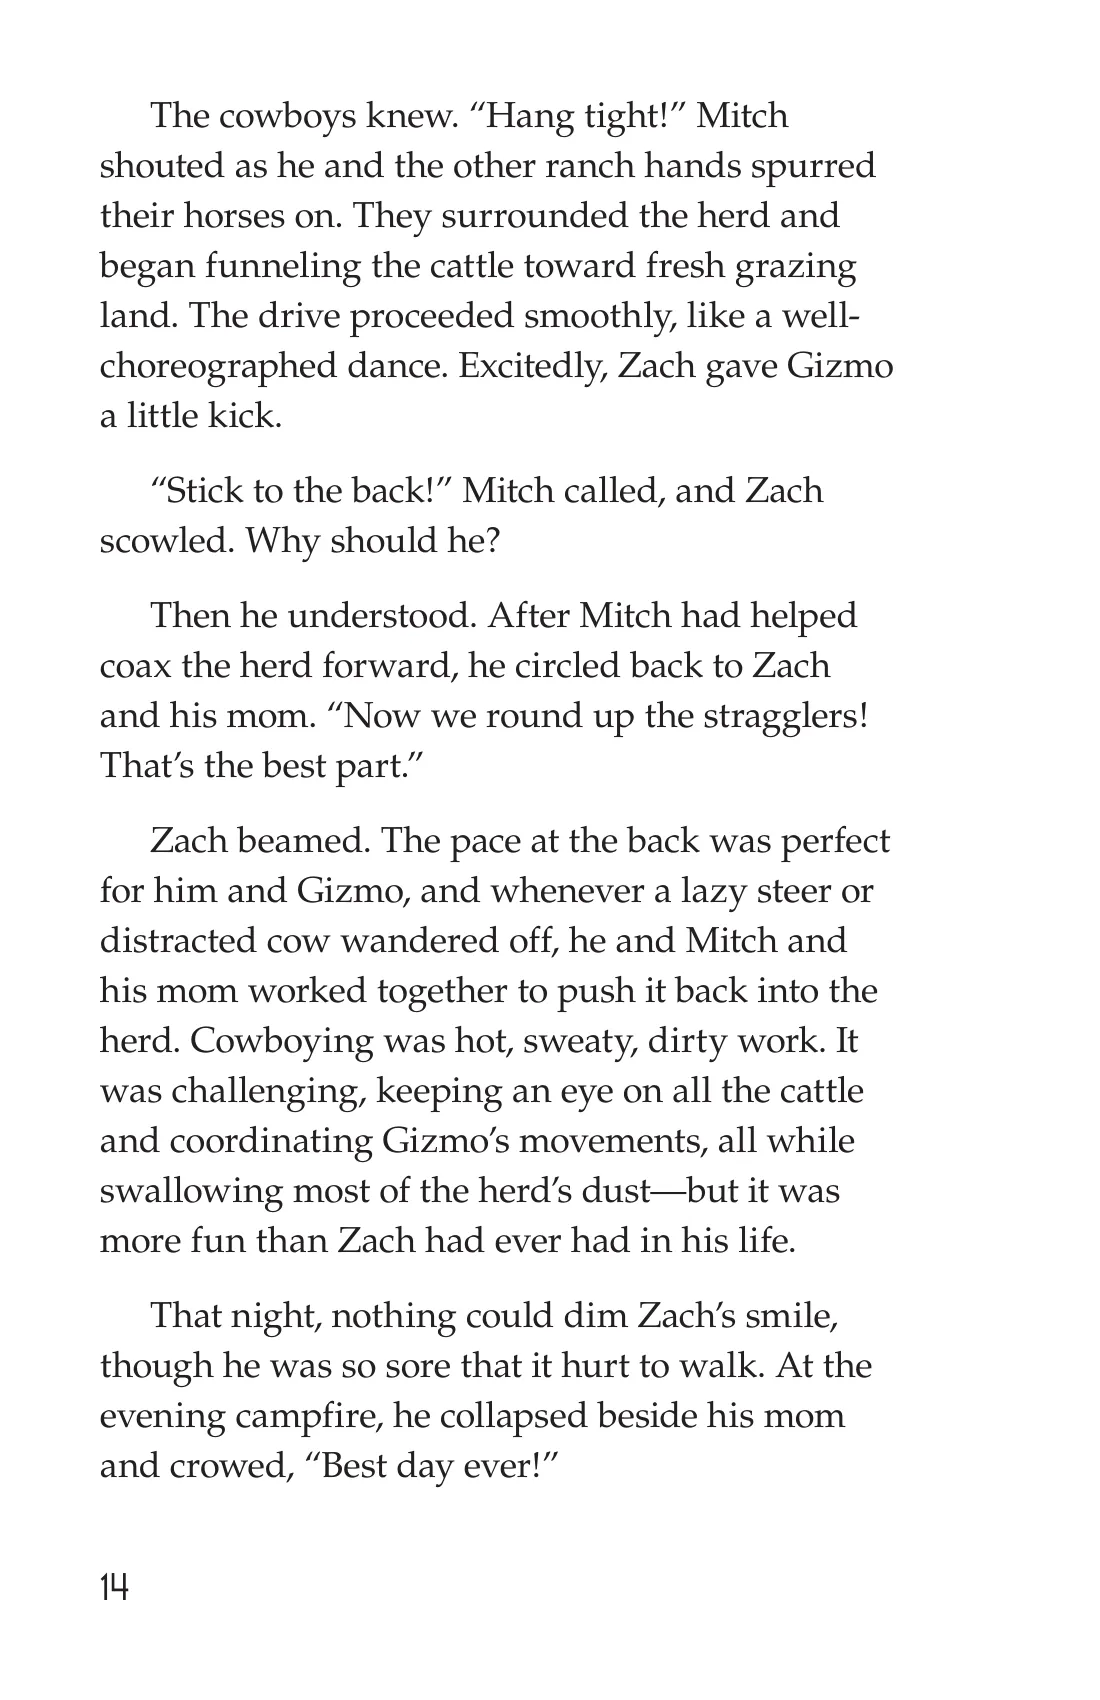 The cowboys knew. “Hang tight!” Mitch
shouted as he and the other ranch hands spurred
their horses on. They surrounded the herd and
began funneling the cattle toward fresh grazing
land. The drive proceeded smoothly, like a well-
choreographed dance. Excitedly, Zach gave Gizmo
a little kick.
“Stick to the back!” Mitch called, and Zach
scowled. Why should he?
Then he understood. After Mitch had helped
coax the herd forward, he circled back to Zach
and his mom. “Now we round up the stragglers!
That’s the best part.”
Zach beamed. The pace at the back was perfect
for him and Gizmo, and whenever a lazy steer or
distracted cow wandered off, he and Mitch and
his mom worked together to push it back into the
herd. Cowboying was hot, sweaty, dirty work. It
was challenging, keeping an eye on all the cattle
and coordinating Gizmo’s movements, all while
swallowing most of the herd’s dust—but it was
more fun than Zach had ever had in his life.
That night, nothing could dim Zach’s smile,
though he was so sore that it hurt to walk. At the
evening campfire, he collapsed beside his mom
and crowed, “Best day ever!”
14